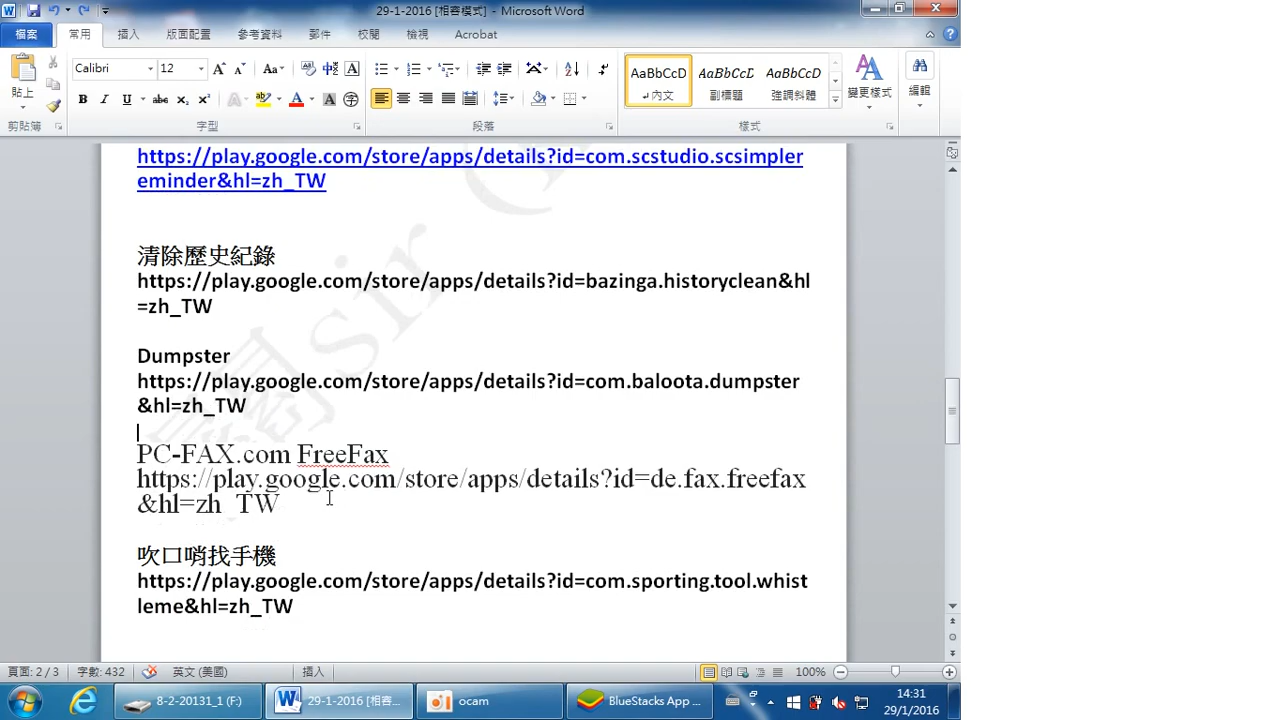 29-1-2016 [相容模式] - Microsoft Word
檔案 常用 插入 版面配置 參考資料 郵件 校閱 檢視 Acrobat
Calibri 12
貼上
AaBbCcD AaBbCcL AaBbCcD
↵內文 副標題 強調斜體 變更樣式 編輯
剪貼簿 字型 段落 樣式
https://play.google.com/store/apps/details?id=com.scstudio.scsimpler
eminder&hl=zh_TW
清除歷史紀錄
https://play.google.com/store/apps/details?id=bazinga.historyclean&hl
=zh_TW
Dumpster
https://play.google.com/store/apps/details?id=com.baloota.dumpster
&hl=zh_TW
PC-FAX.com FreeFax
https://play.google.com/store/apps/details?id=de.fax.freefax
&hl=zh_TW
吹口哨找手機
https://play.google.com/store/apps/details?id=com.sporting.tool.whist
leme&hl=zh_TW
頁面: 2 / 3 字數: 432 英文 (美國) 插入 100%
8-2-20131_1 (F:) 29-1-2016 [相容... ocam BlueStacks App ...
14:31
29/1/2016